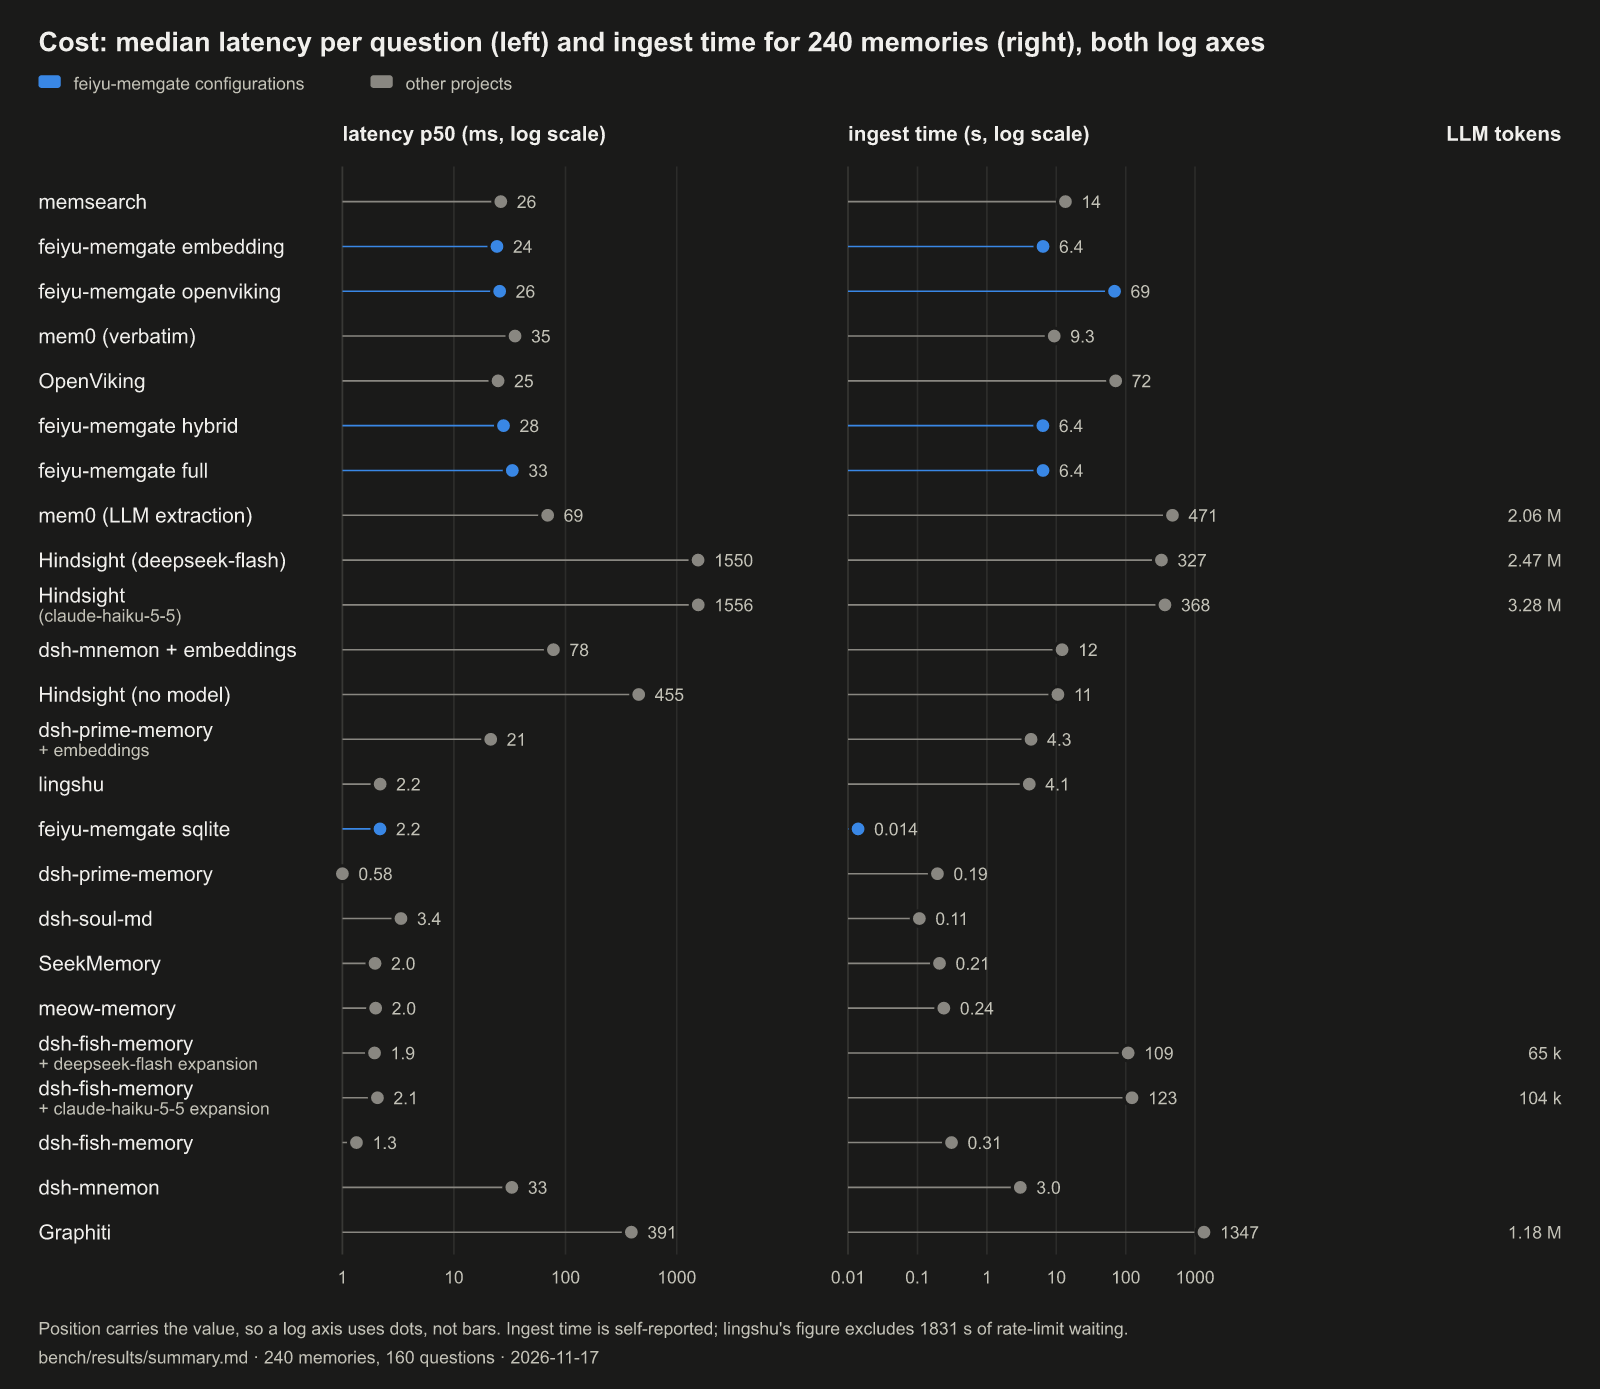 Cost: median latency per question (left) and ingest time for 240 memories (right), both log axes
feiyu-memgate configurations other projects
latency p50 (ms, log scale) ingest time (s, log scale) LLM tokens
memsearch 26 14
feiyu-memgate embedding 24 6.4
feiyu-memgate openviking 26 69
mem0 (verbatim) 35 9.3
OpenViking 25 72
feiyu-memgate hybrid 28 6.4
feiyu-memgate full 33 6.4
mem0 (LLM extraction) 69 471 2.06 M
Hindsight (deepseek-flash) 1550 327 2.47 M
Hindsight
(claude-haiku-5-5) 1556 368 3.28 M
dsh-mnemon + embeddings 78 12
Hindsight (no model) 455 11
dsh-prime-memory
+ embeddings 21 4.3
lingshu 2.2 4.1
feiyu-memgate sqlite 2.2 0.014
dsh-prime-memory 0.58 0.19
dsh-soul-md 3.4 0.11
SeekMemory 2.0 0.21
meow-memory 2.0 0.24
dsh-fish-memory
+ deepseek-flash expansion 1.9 109 65 k
dsh-fish-memory
+ claude-haiku-5-5 expansion 2.1 123 104 k
dsh-fish-memory 1.3 0.31
dsh-mnemon 33 3.0
Graphiti 391 1347 1.18 M
1 10 100 1000 0.01 0.1 1 10 100 1000
Position carries the value, so a log axis uses dots, not bars. Ingest time is self-reported; lingshu's figure excludes 1831 s of rate-limit waiting.
bench/results/summary.md · 240 memories, 160 questions · 2026-11-17